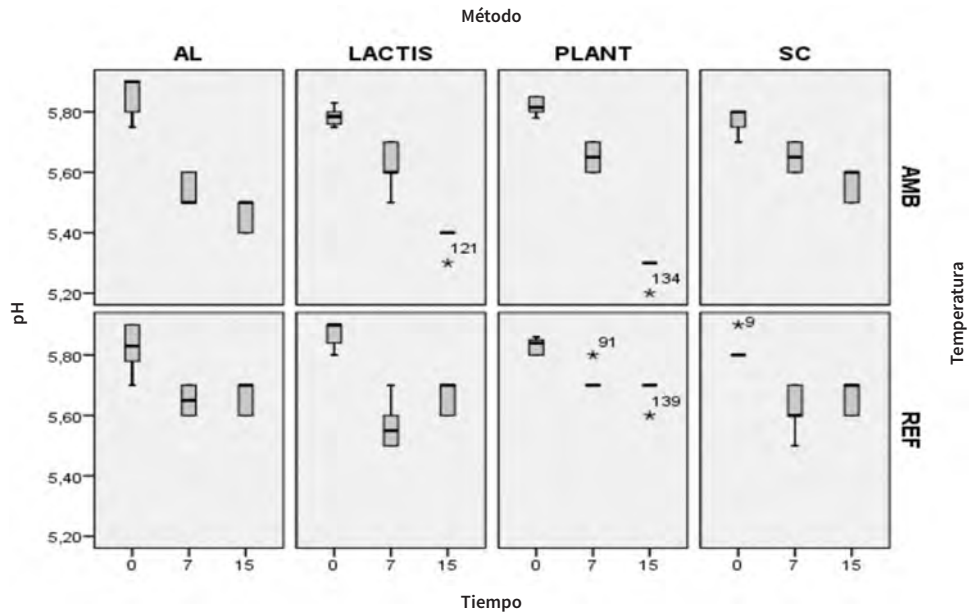 Método
AL LACTIS PLANT SC
5,80
5,60
5,40
5,20
121
134
AMB
pH
Temperatura
5,80
5,60
5,40
5,20
91
139
9
REF
0 7 15 0 7 15 0 7 15 0 7 15
Tiempo